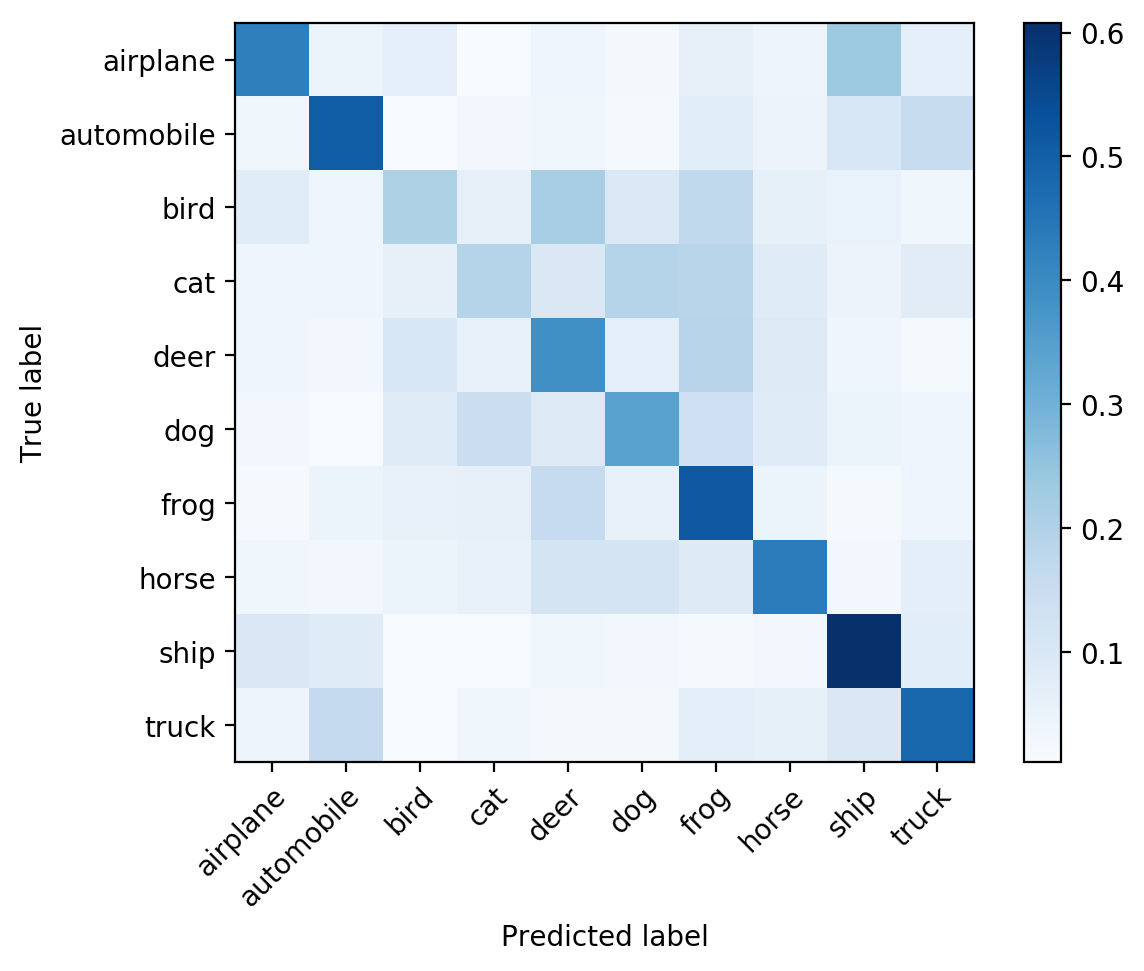 True label
airplane
automobile
bird
cat
deer
dog
frog
horse
ship
truck
airplane
automobile
bird
cat
deer
dog
frog
horse
ship
truck
Predicted label
0.6
0.5
0.4
0.3
0.2
0.1